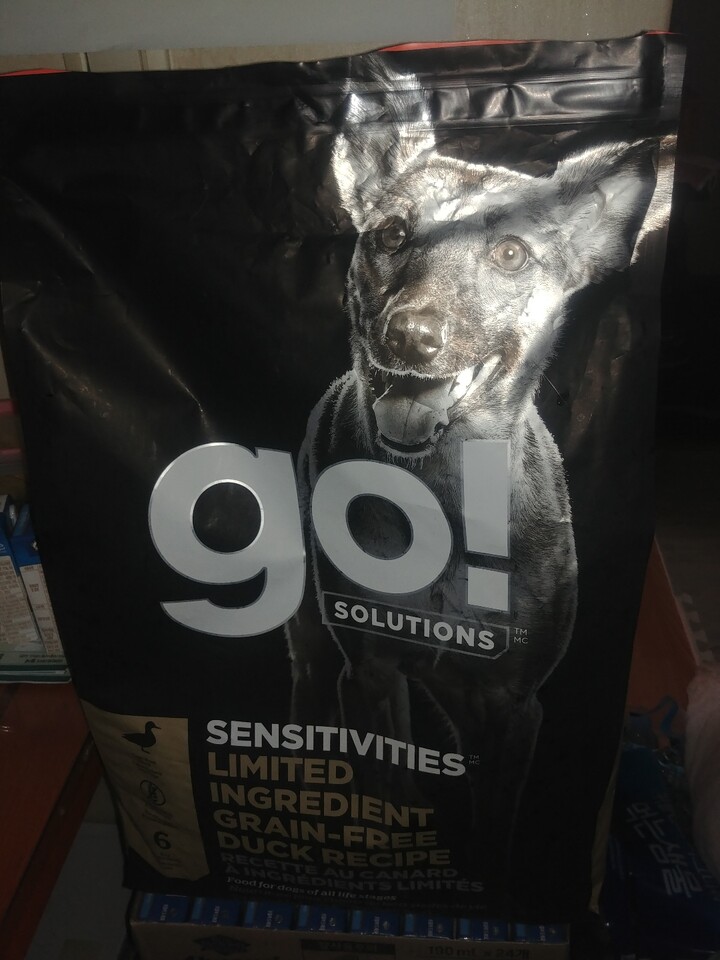 go!
SOLUTIONS
TM
MC
SENSITIVITIES
TM
MC
LIMITED
INGREDIENT
GRAIN-FREE
DUCK RECIPE
RECETTE AU CANARD
À INGRÉDIENTS LIMITÉS
Food for dogs of all life stages
6